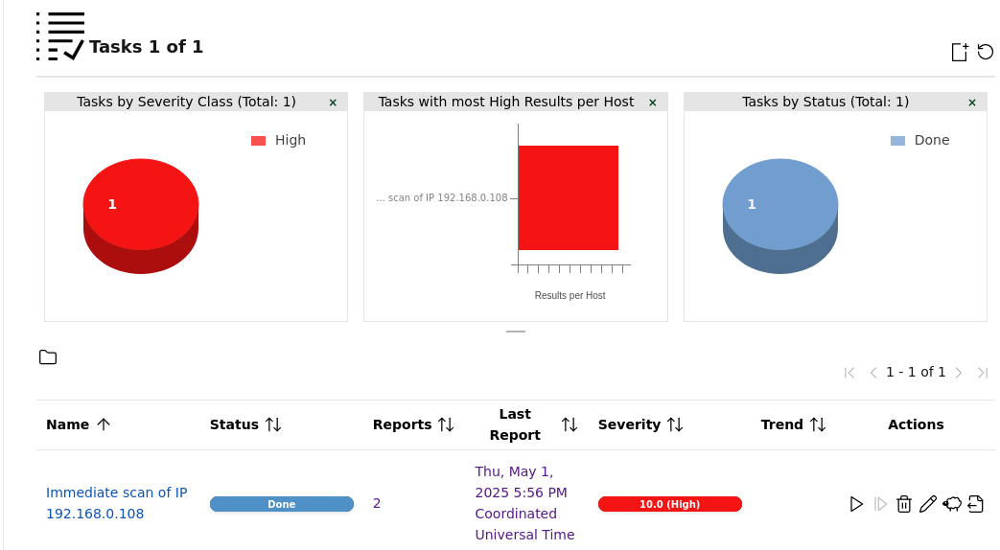 Tasks 1 of 1
Tasks by Severity Class (Total: 1) ×
High
1
Tasks with most High Results per Host ×
... scan of IP 192.168.0.108
Results per Host
Tasks by Status (Total: 1) ×
Done
1
1 - 1 of 1
Name Status Reports Last Report Severity Trend Actions
Immediate scan of IP
192.168.0.108
Done
2
Thu, May 1,
2025 5:56 PM
Coordinated
Universal Time
10.0 (High)